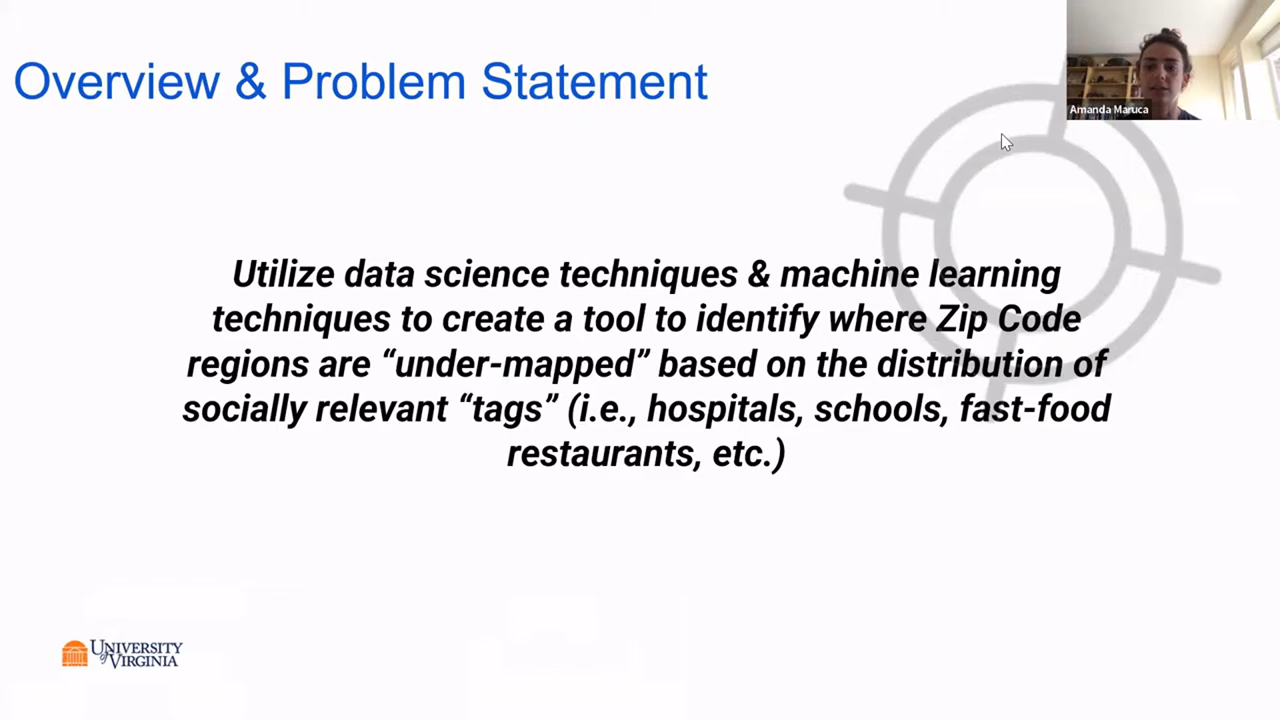 Overview & Problem Statement
Amanda Maruca
Utilize data science techniques & machine learning
techniques to create a tool to identify where Zip Code
regions are “under-mapped” based on the distribution of
socially relevant “tags” (i.e., hospitals, schools, fast-food
restaurants, etc.)
UNIVERSITY
of VIRGINIA